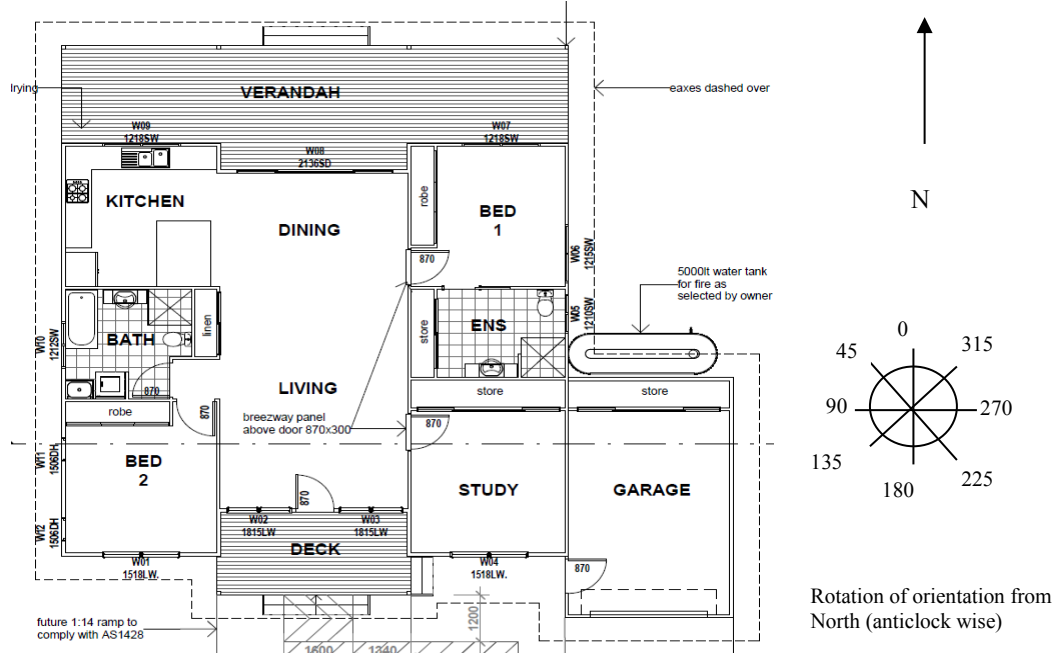 VERANDAH
lrying
eaxes dashed over
W09
1218SW
W08
2136SD
W07
1218SW
KITCHEN
DINING
robe
BED
1
870
W06
1215SW
W05
1210SW
N
5000lt water tank
for fire as
selected by owner
BATH
linen
store
ENS
W10
1212SW
870
LIVING
store
store
robe
870
breezway panel
above door 870x300
870
BED
2
STUDY
GARAGE
W11
1506DH
W12
1506DH
870
W02
1815LW
W03
1815LW
DECK
W01
1518LW.
W04
1518LW.
870
future 1:14 ramp to
comply with AS1428
1200
1600
1340
0
45
315
90
270
135
225
180
Rotation of orientation from
North (anticlock wise)